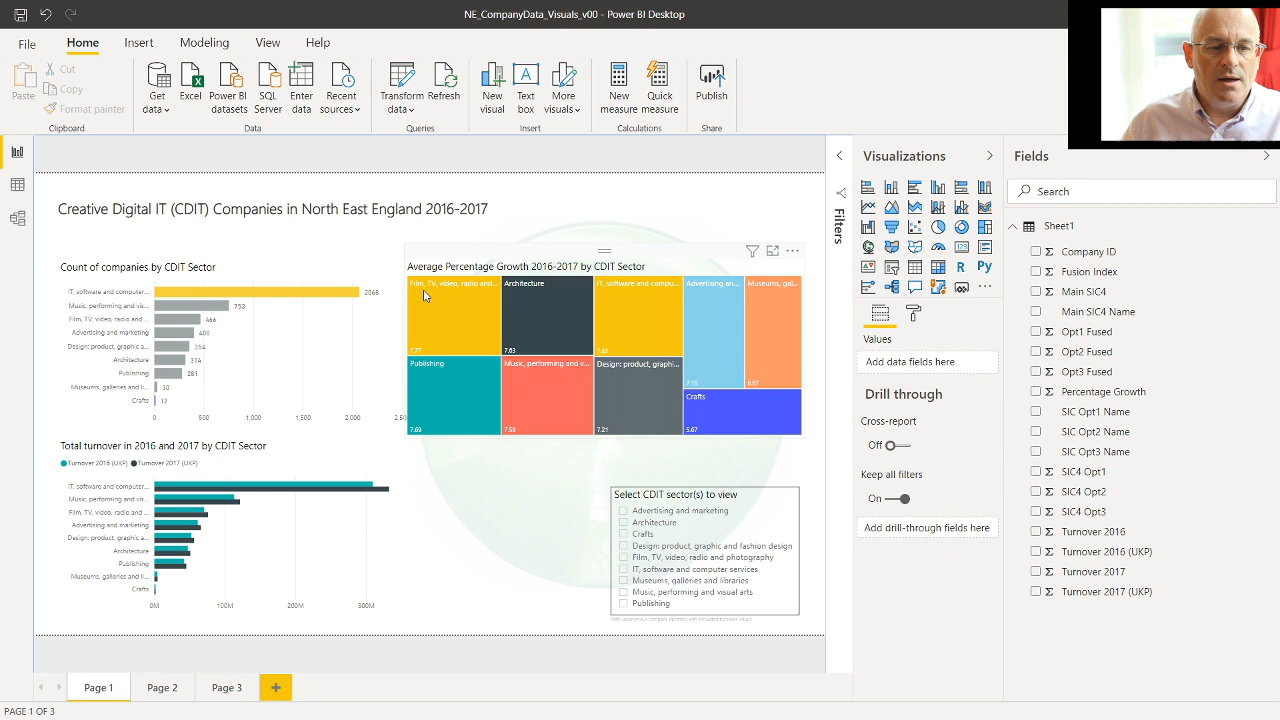 NE_CompanyData_Visuals_v00 - Power BI Desktop
File Home Insert Modeling View Help
Paste
Cut
Copy
Format painter
Clipboard
Get data
Excel
Power BI datasets
SQL Server
Enter data
Recent sources
Data
Transform data
Refresh
Queries
New visual
Text box
More visuals
Insert
New measure
Quick measure
Calculations
Publish
Share
Creative Digital IT (CDIT) Companies in North East England 2016-2017
Count of companies by CDIT Sector
IT, software and computer... 2068
Music, performing and vis... 753
Film, TV, video, radio and ... 466
Advertising and marketing 400
Design: product, graphic a... 354
Architecture 314
Publishing 281
Museums, galleries and li... 30
Crafts 12
0 500 1,000 1,500 2,000 2,500
Total turnover in 2016 and 2017 by CDIT Sector
Turnover 2016 (UKP) Turnover 2017 (UKP)
IT, software and computer...
Music, performing and vis...
Film, TV, video, radio and ...
Advertising and marketing
Design: product, graphic a...
Architecture
Publishing
Museums, galleries and li...
Crafts
0M 100M 200M 300M
Average Percentage Growth 2016-2017 by CDIT Sector
Film, TV, video, radio and...
7.77
Architecture
7.63
IT, software and compu...
7.42
Advertising an...
7.15
Museums, gal...
6.67
Publishing
7.69
Music, performing and v...
7.59
Design: product, graphi...
7.21
Crafts
5.67
Select CDIT sector(s) to view
Advertising and marketing
Architecture
Crafts
Design: product, graphic and fashion design
Film, TV, video, radio and photography
IT, software and computer services
Museums, galleries and libraries
Music, performing and visual arts
Publishing
Filters
Visualizations
R Py
Values
Add data fields here
Drill through
Cross-report
Off
Keep all filters
On
Add drill-through fields here
Fields
Search
Sheet1
Company ID
Fusion Index
Main SIC4
Main SIC4 Name
Opt1 Fused
Opt2 Fused
Opt3 Fused
Percentage Growth
SIC Opt1 Name
SIC Opt2 Name
SIC Opt3 Name
SIC4 Opt1
SIC4 Opt2
SIC4 Opt3
Turnover 2016
Turnover 2016 (UKP)
Turnover 2017
Turnover 2017 (UKP)
Page 1 Page 2 Page 3
PAGE 1 OF 3